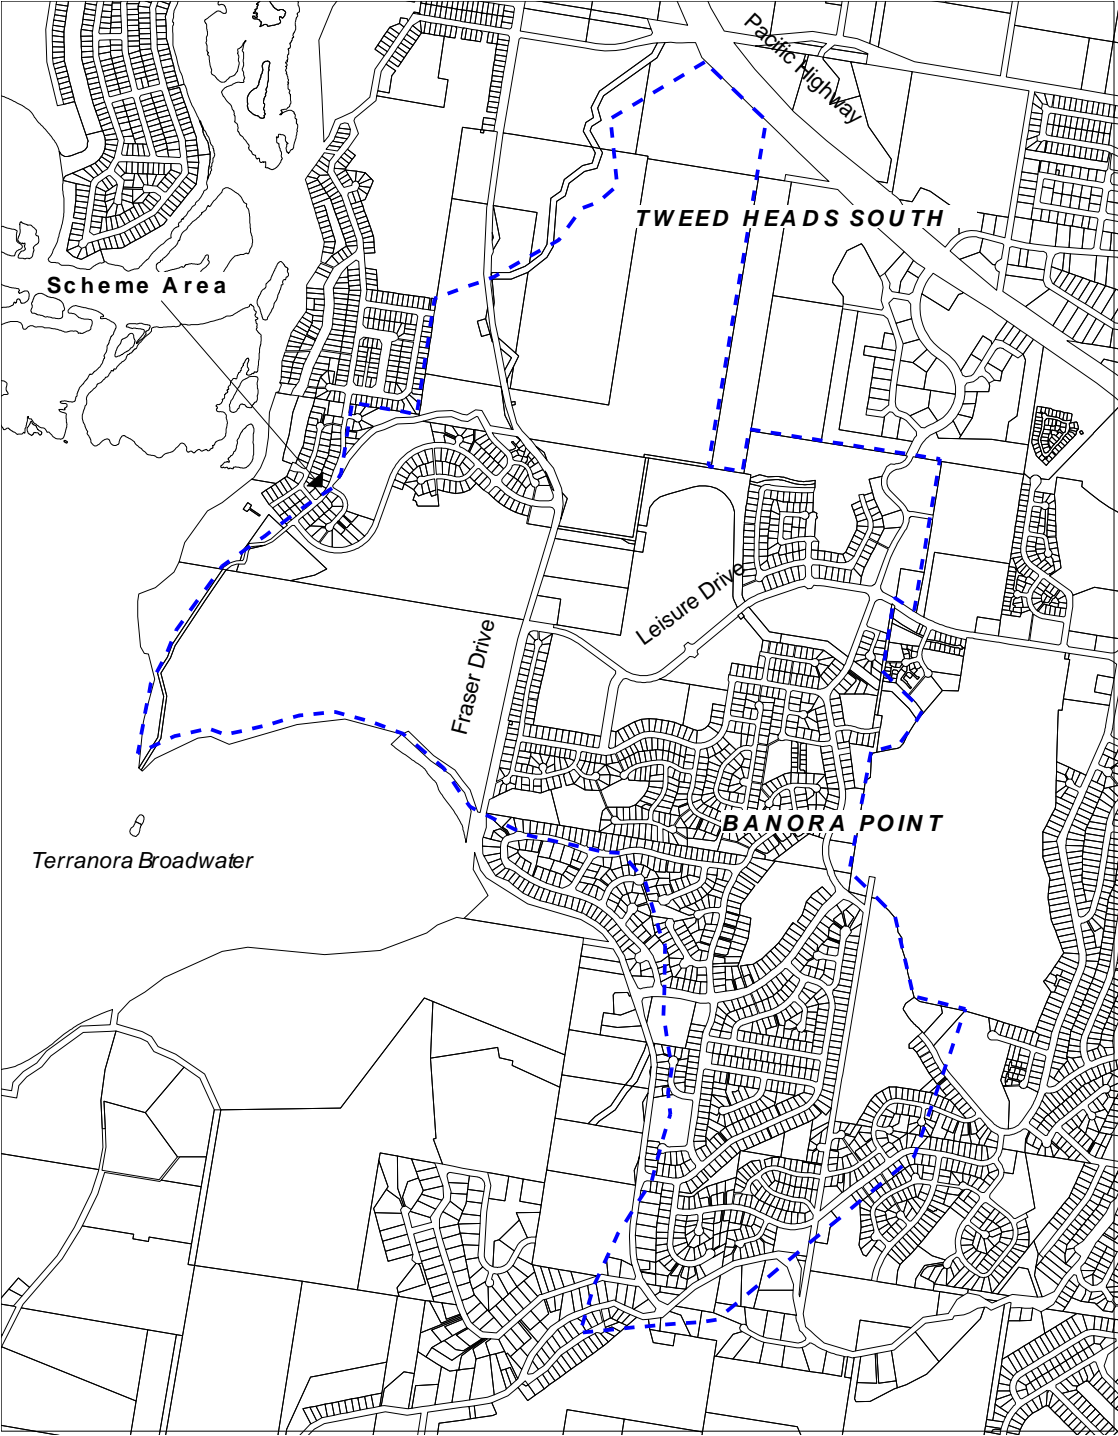 Pacific Highway
TWEED HEADS SOUTH
Scheme Area
Leisure Drive
Fraser Drive
BANORA POINT
Terranora Broadwater